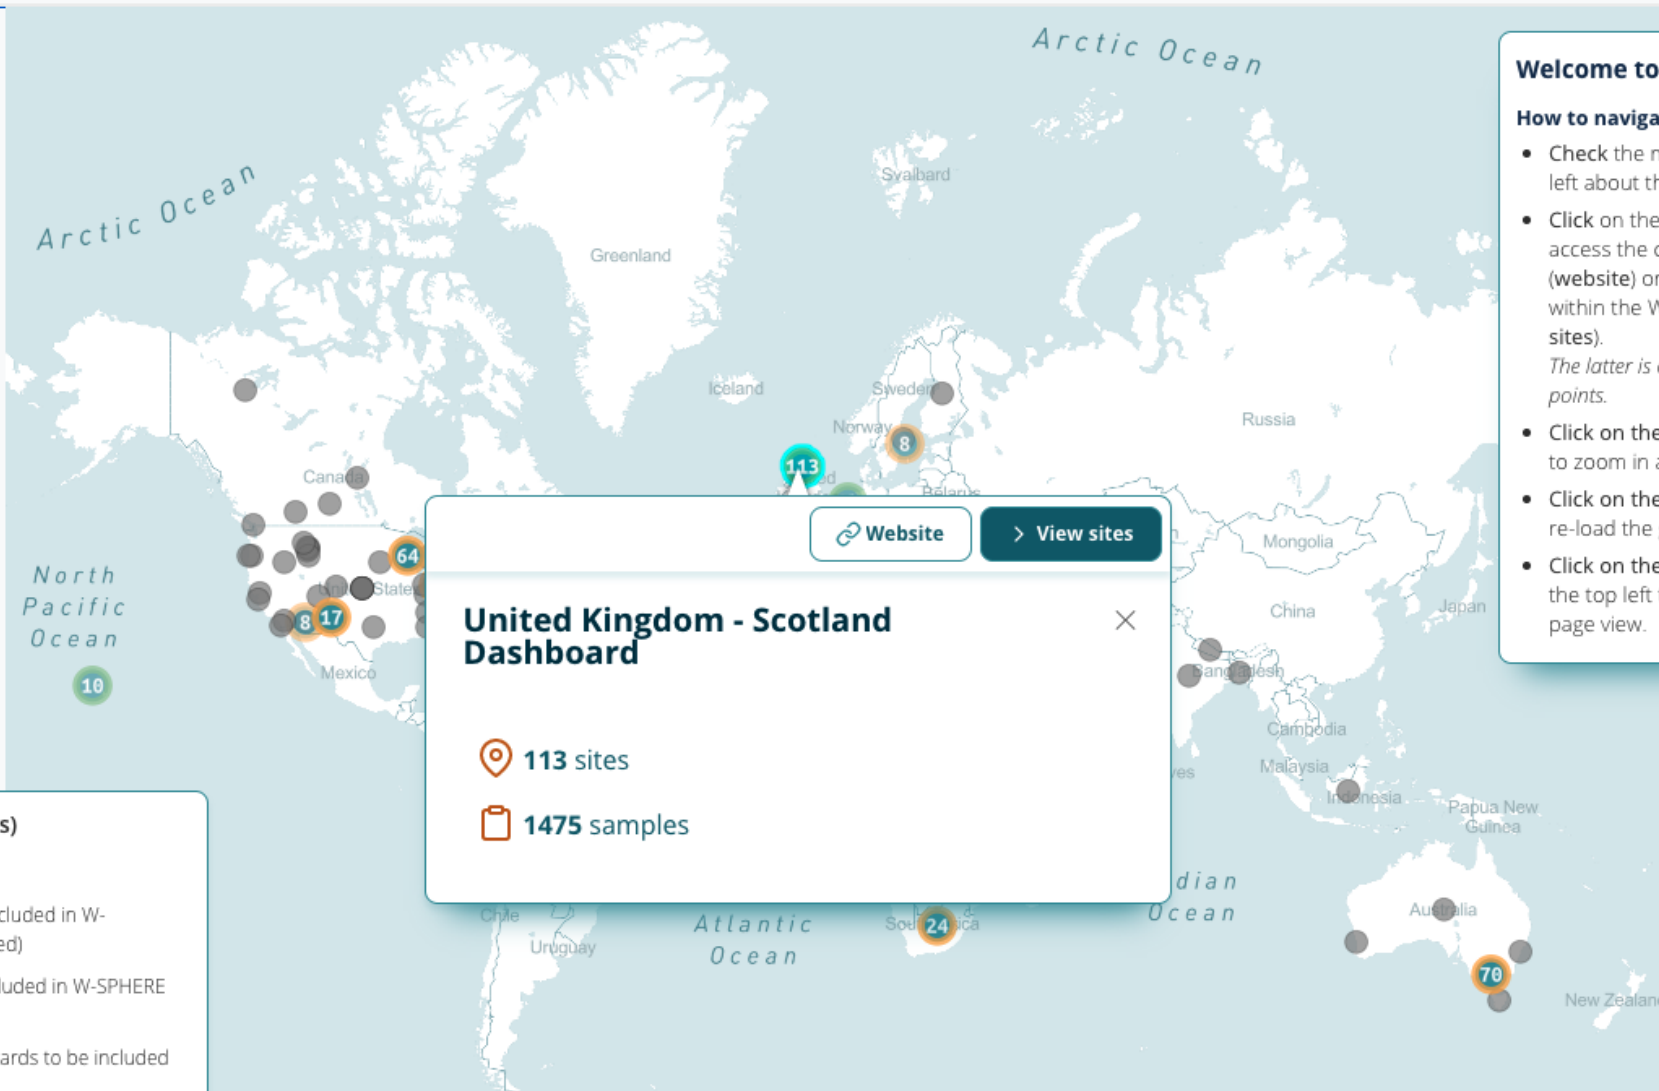 Arctic Ocean
Arctic Ocean
Svalbard
Greenland
Iceland
Sweden
Norway
Russia
8
113
Canada
Belarus
64
North
Pacific
Ocean
State
8
17
Mexico
10
Mongolia
China
Japan
Bangladesh
Cambodia
Malaysia
Indonesia
Papua New
Guinea
Website
View sites
United Kingdom - Scotland
Dashboard
113 sites
1475 samples
Chile
Uruguay
Atlantic
Ocean
24
dian
Ocean
Australia
70
New Zealan
Welcome to
How to naviga
Check the
left about th
Click on the
access the
(website) or
within the W
sites).
The latter is
points.
Click on the
to zoom in a
Click on the
re-load the
Click on the
the top left
page view.
s)
cluded in W-
ed)
luded in W-SPHERE
ards to be included